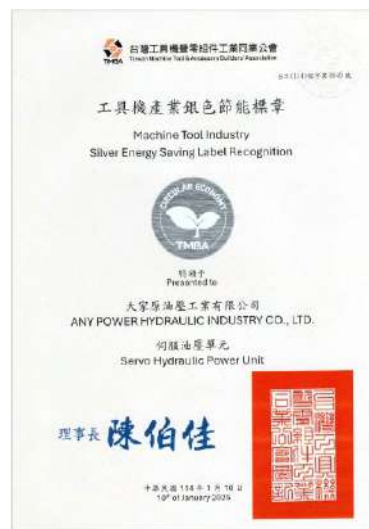 TMBA
台灣工具機暨零組件工業同業公會
Taiwan Machine Tool & Accessory Builders' Association
工具機產業銀色節能標章
Machine Tool Industry
Silver Energy Saving Label Recognition
CIRCULAR ECONOMY
TMBA
特頒予
Presented to
大家原油壓工業有限公司
ANY POWER HYDRAULIC INDUSTRY CO., LTD.
伺服油壓單元
Servo Hydraulic Power Unit
理事長 陳伯佳